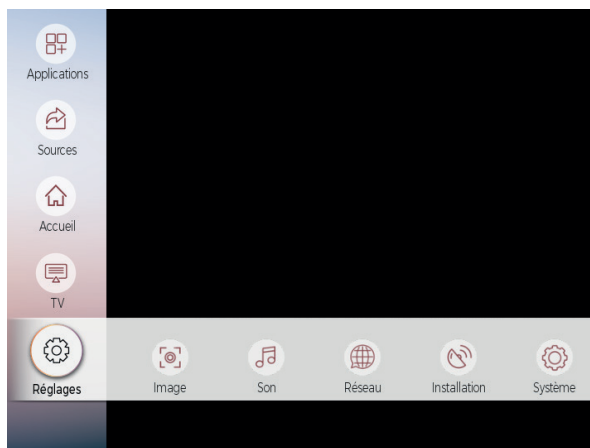 Applications
Sources
Accueil
TV
Réglages
Image
Son
Réseau
Installation
Système